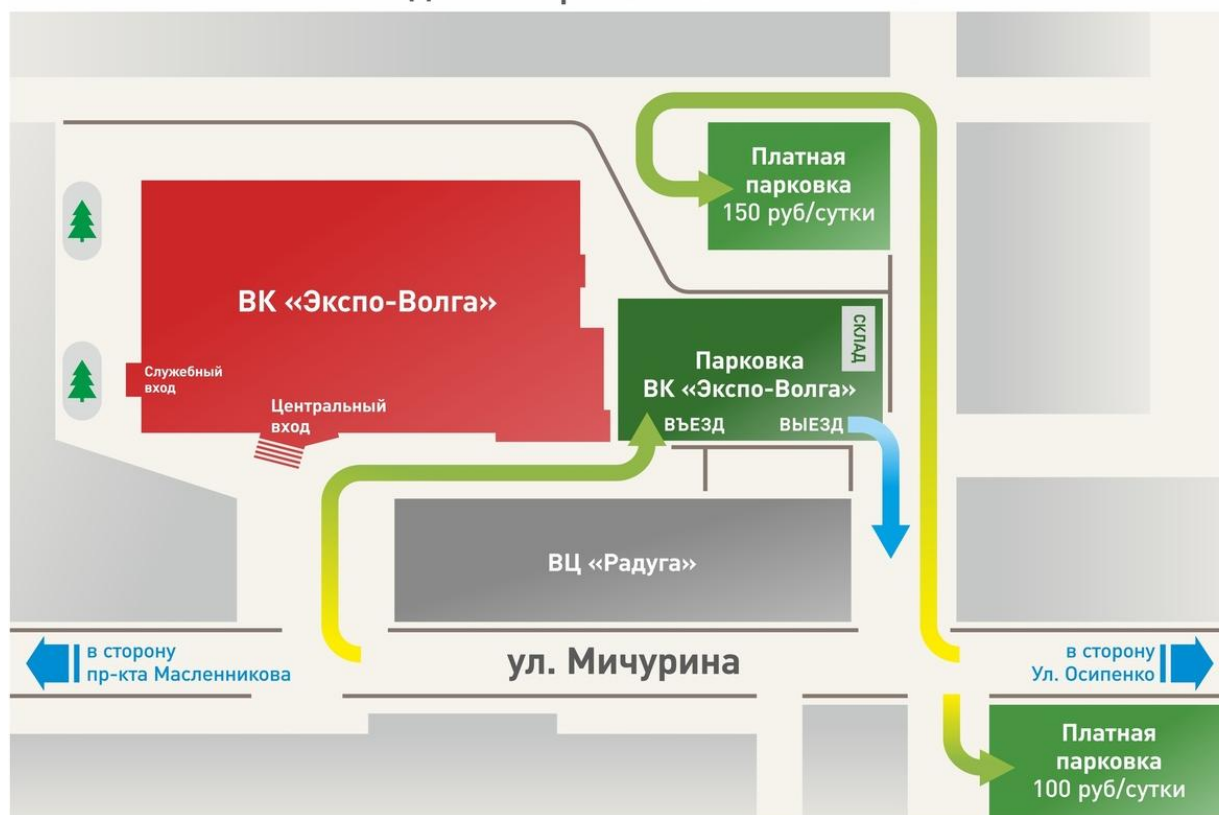 Платная
парковка
150 руб/сутки
ВК «Экспо-Волга»
СКЛАД
Парковка
ВК «Экспо-Волга»
ВЪЕЗД ВЫЕЗД
Служебный
вход
Центральный
вход
ВЦ «Радуга»
в сторону
пр-кта Масленникова
ул. Мичурина
в сторону
Ул. Осипенко
Платная
парковка
100 руб/сутки